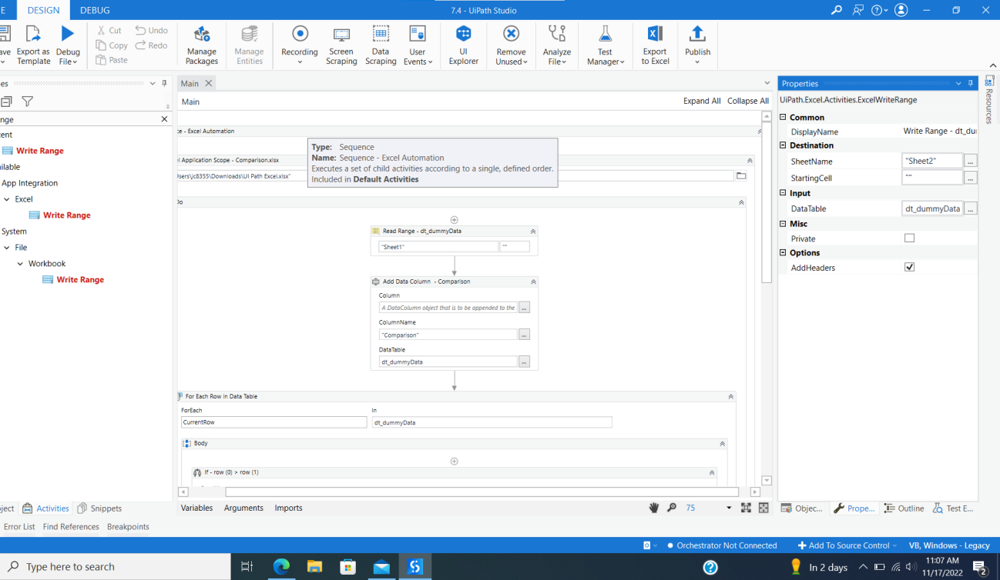 E DESIGN DEBUG 7.4 - UiPath Studio
ave
Export as Template
Debug File
Cut
Copy
Paste
Undo
Redo
Manage Packages
Manage Entities
Recording
Screen Scraping
Data Scraping
User Events
UI Explorer
Remove Unused
Analyze File
Test Manager
Export to Excel
Publish
es
nge
ent
Write Range
ilable
App Integration
Excel
Write Range
System
File
Workbook
Write Range
ject Activities Snippets
Main
Main Expand All Collapse All
ce - Excel Automation
Type: Sequence
Name: Sequence - Excel Automation
Executes a set of child activities according to a single, defined order.
Included in Default Activities
el Application Scope - Comparison.xlsx
Users\jc8355\Downloads\UI Path Excel.xlsx"
Do
Read Range - dt_dummyData
"Sheet1" ""
Add Data Column - Comparison
Column
A DataColumn object that is to be appended to the ...
ColumnName
"Comparison" ...
DataTable
dt_dummyData ...
For Each Row in Data Table
ForEach In
CurrentRow dt_dummyData
Body
If - row (0) > row (1)
Variables Arguments Imports 75
Properties
UiPath.Excel.Activities.ExcelWriteRange
Common
DisplayName Write Range - dt_du
Destination
SheetName "Sheet2" ...
StartingCell "" ...
Input
DataTable dt_dummyData ...
Misc
Private
Options
AddHeaders
Objec... Prope... Outline Test E...
Resources
Error List Find References Breakpoints
0 Orchestrator Not Connected Add To Source Control VB, Windows - Legacy
Type here to search
In 2 days
11:07 AM
11/17/2022
2